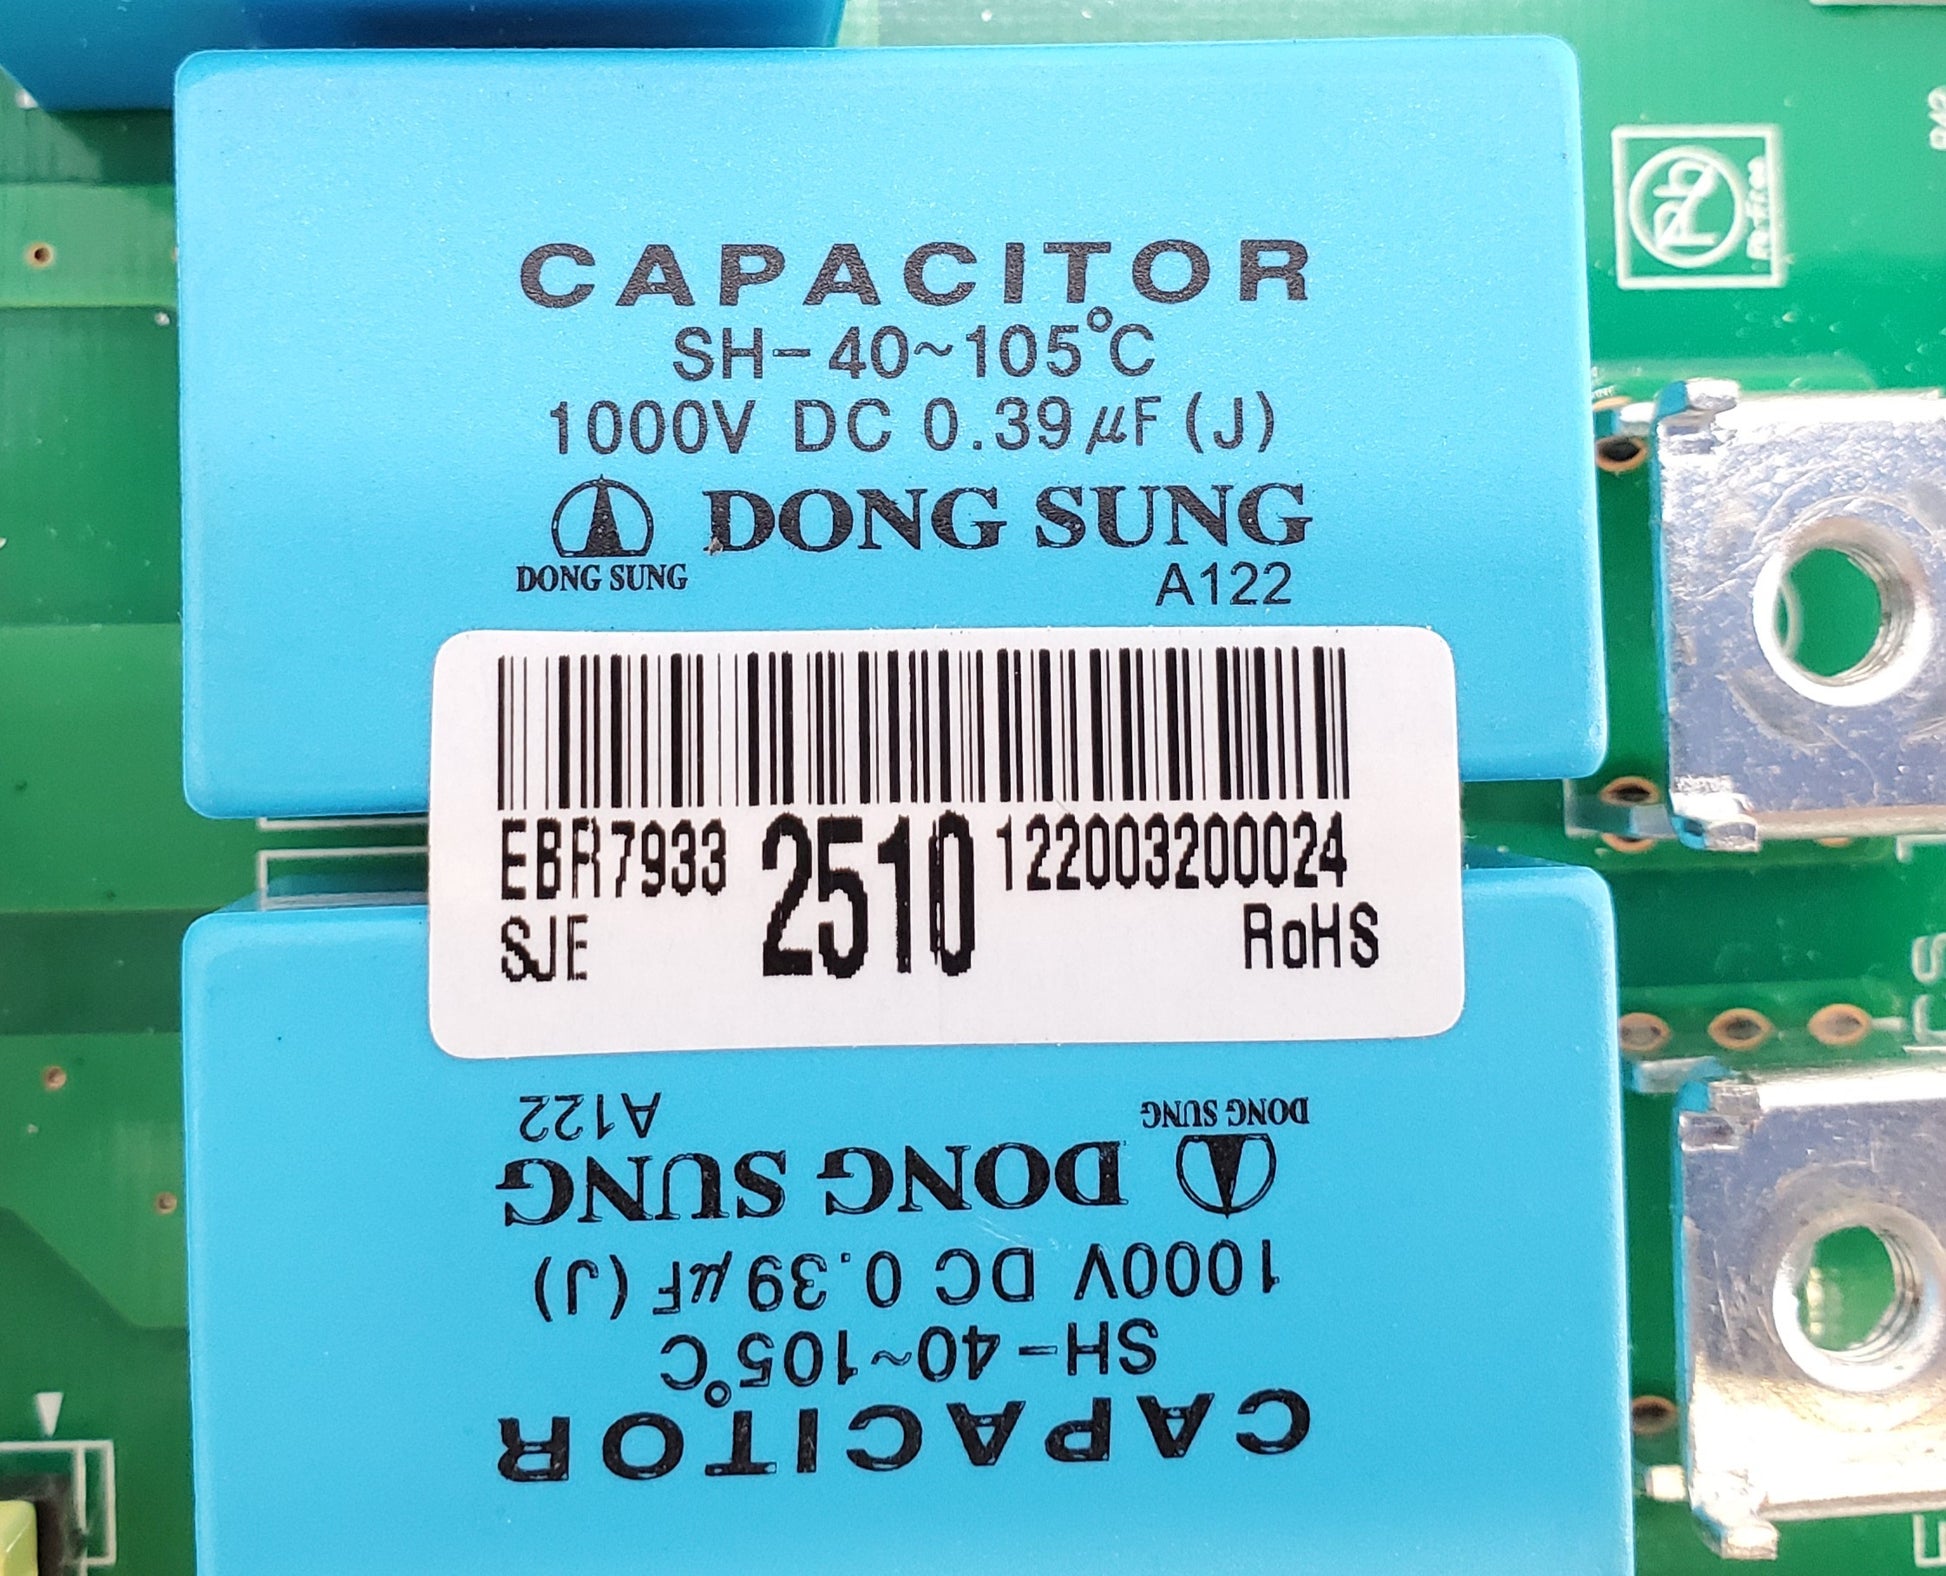 CAPACITOR
SH-40~105°C
1000V DC 0.39μF (J)
DONG SUNG
DONG SUNG
A122
EBR7933 2510 122003200024
SJE RoHS
A122
DONG SUNG
DONG SUNG
1000V DC 0.39μF (J)
SH-40~105°C
CAPACITOR
Pb